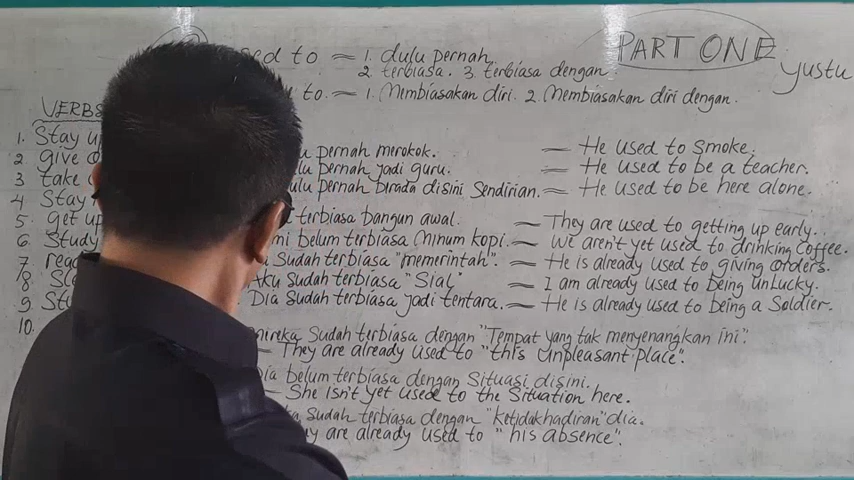 sed to = 1. dulu pernah
2. terbiasa. 3. terbiasa dengan
PART ONE
yustu
to. = 1. Membiasakan diri. 2. Membiasakan diri dengan.
VERBS
1. Stay u
pernah merokok. = He used to smoke.
2 give
lu pernah jadi guru. = He used to be a teacher.
3 take
ulu pernah berada disini Sendirian. = He used to be here alone.
4 Stay
5. get up
terbiasa bangun awal. = They are used to getting up early.
6. Study
mi belum terbiasa Minum kopi. = We aren't yet used to drinking Coffee.
7. read
Sudah terbiasa "memerintah". = He is already used to giving orders.
8.
Aku Sudah terbiasa "Sial" = I am already used to being unlucky.
9 St
Dia Sudah terbiasa jadi tentara. = He is already used to being a Soldier.
10.
mireka Sudah terbiasa dengan "Tempat yang tak menyenangkan ini".
= They are already used to "this unpleasant place".
Dia belum terbiasa dengan Situasi disini.
= She isn't yet used to the Situation here.
ka Sudah terbiasa dengan "ketidakhadiran" dia.
y are already used to "his absence".